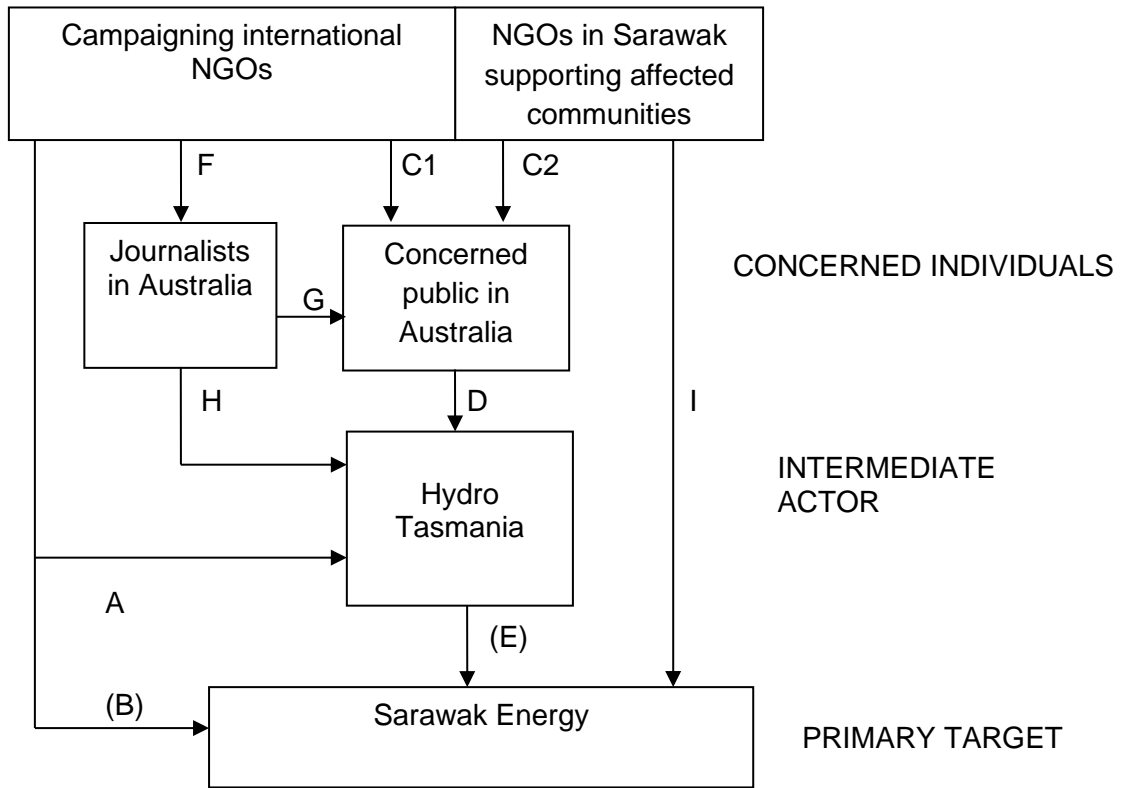 Campaigning international
NGOs
NGOs in Sarawak
supporting affected
communities
F
C1
C2
Journalists
in Australia
G
Concerned
public in
Australia
CONCERNED INDIVIDUALS
H
D
I
Hydro
Tasmania
INTERMEDIATE
ACTOR
A
(E)
(B)
Sarawak Energy
PRIMARY TARGET